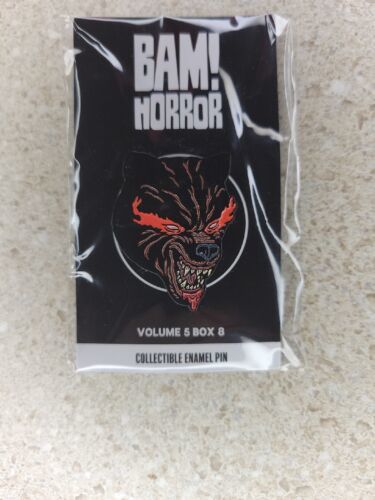 BAM!
HORROR
VOLUME 5 BOX 8
COLLECTIBLE ENAMEL PIN